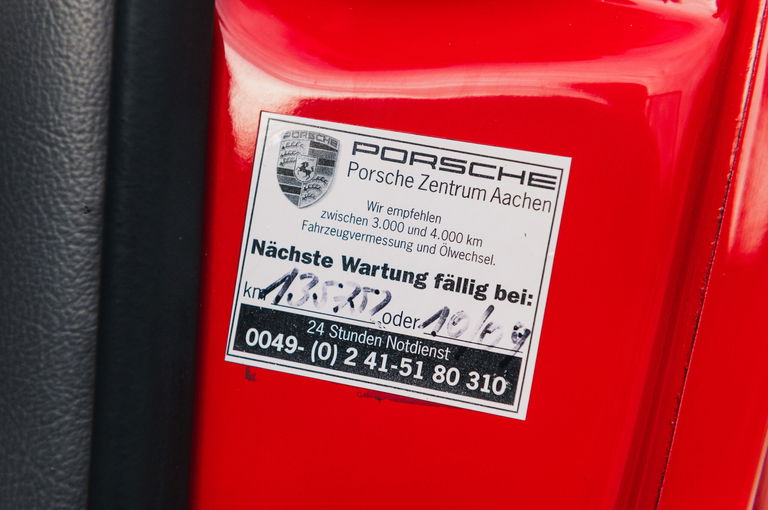 PORSCHE
PORSCHE
Porsche Zentrum Aachen
Wir empfehlen
zwischen 3.000 und 4.000 km
Fahrzeugvermessung und Ölwechsel.
Nächste Wartung fällig bei:
km oder
24 Stunden Notdienst
0049- (0) 2 41-51 80 310